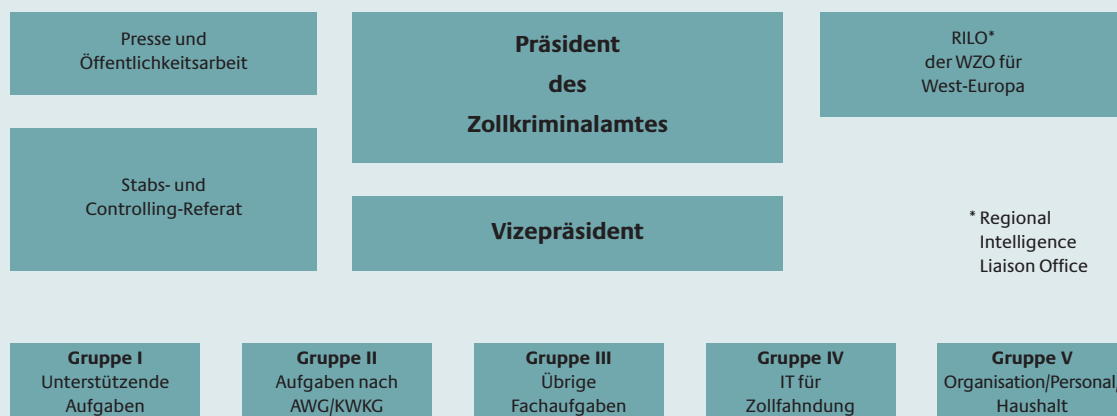 Presse und
Öffentlichkeitsarbeit
Präsident
des
Zollkriminalamtes
RILO*
der WZO für
West-Europa
Stabs- und
Controlling-Referat
Vizepräsident
* Regional
Intelligence
Liaison Office
Gruppe I
Unterstützende
Aufgaben
Gruppe II
Aufgaben nach
AWG/KWKG
Gruppe III
Übrige
Fachaufgaben
Gruppe IV
IT für
Zollfahndung
Gruppe V
Organisation/Personal/
Haushalt